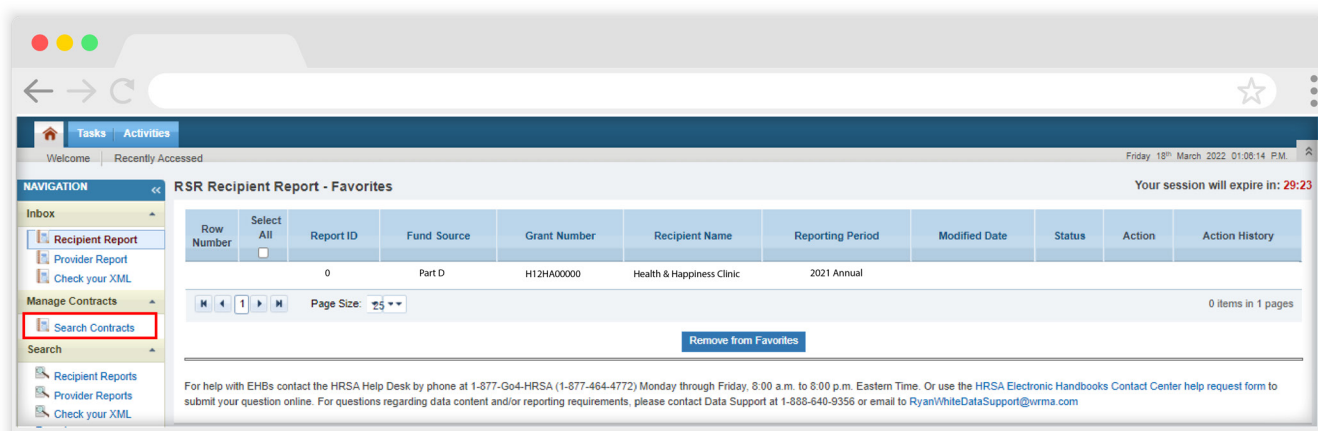 Tasks Activities
Welcome Recently Accessed
Friday 18th March 2022 01:06:14 P.M.
NAVIGATION
RSR Recipient Report - Favorites
Your session will expire in: 29:23
Inbox
Recipient Report
Provider Report
Check your XML
Manage Contracts
Search Contracts
Search
Recipient Reports
Provider Reports
Check your XML
Row Number Select All Report ID Fund Source Grant Number Recipient Name Reporting Period Modified Date Status Action Action History
0 Part D H12HA00000 Health & Happiness Clinic 2021 Annual
1 Page Size: 25 0 items in 1 pages
Remove from Favorites
For help with EHBs contact the HRSA Help Desk by phone at 1-877-Go4-HRSA (1-877-464-4772) Monday through Friday, 8:00 a.m. to 8:00 p.m. Eastern Time. Or use the HRSA Electronic Handbooks Contact Center help request form to
submit your question online. For questions regarding data content and/or reporting requirements, please contact Data Support at 1-888-640-9356 or email to RyanWhiteDataSupport@wrma.com